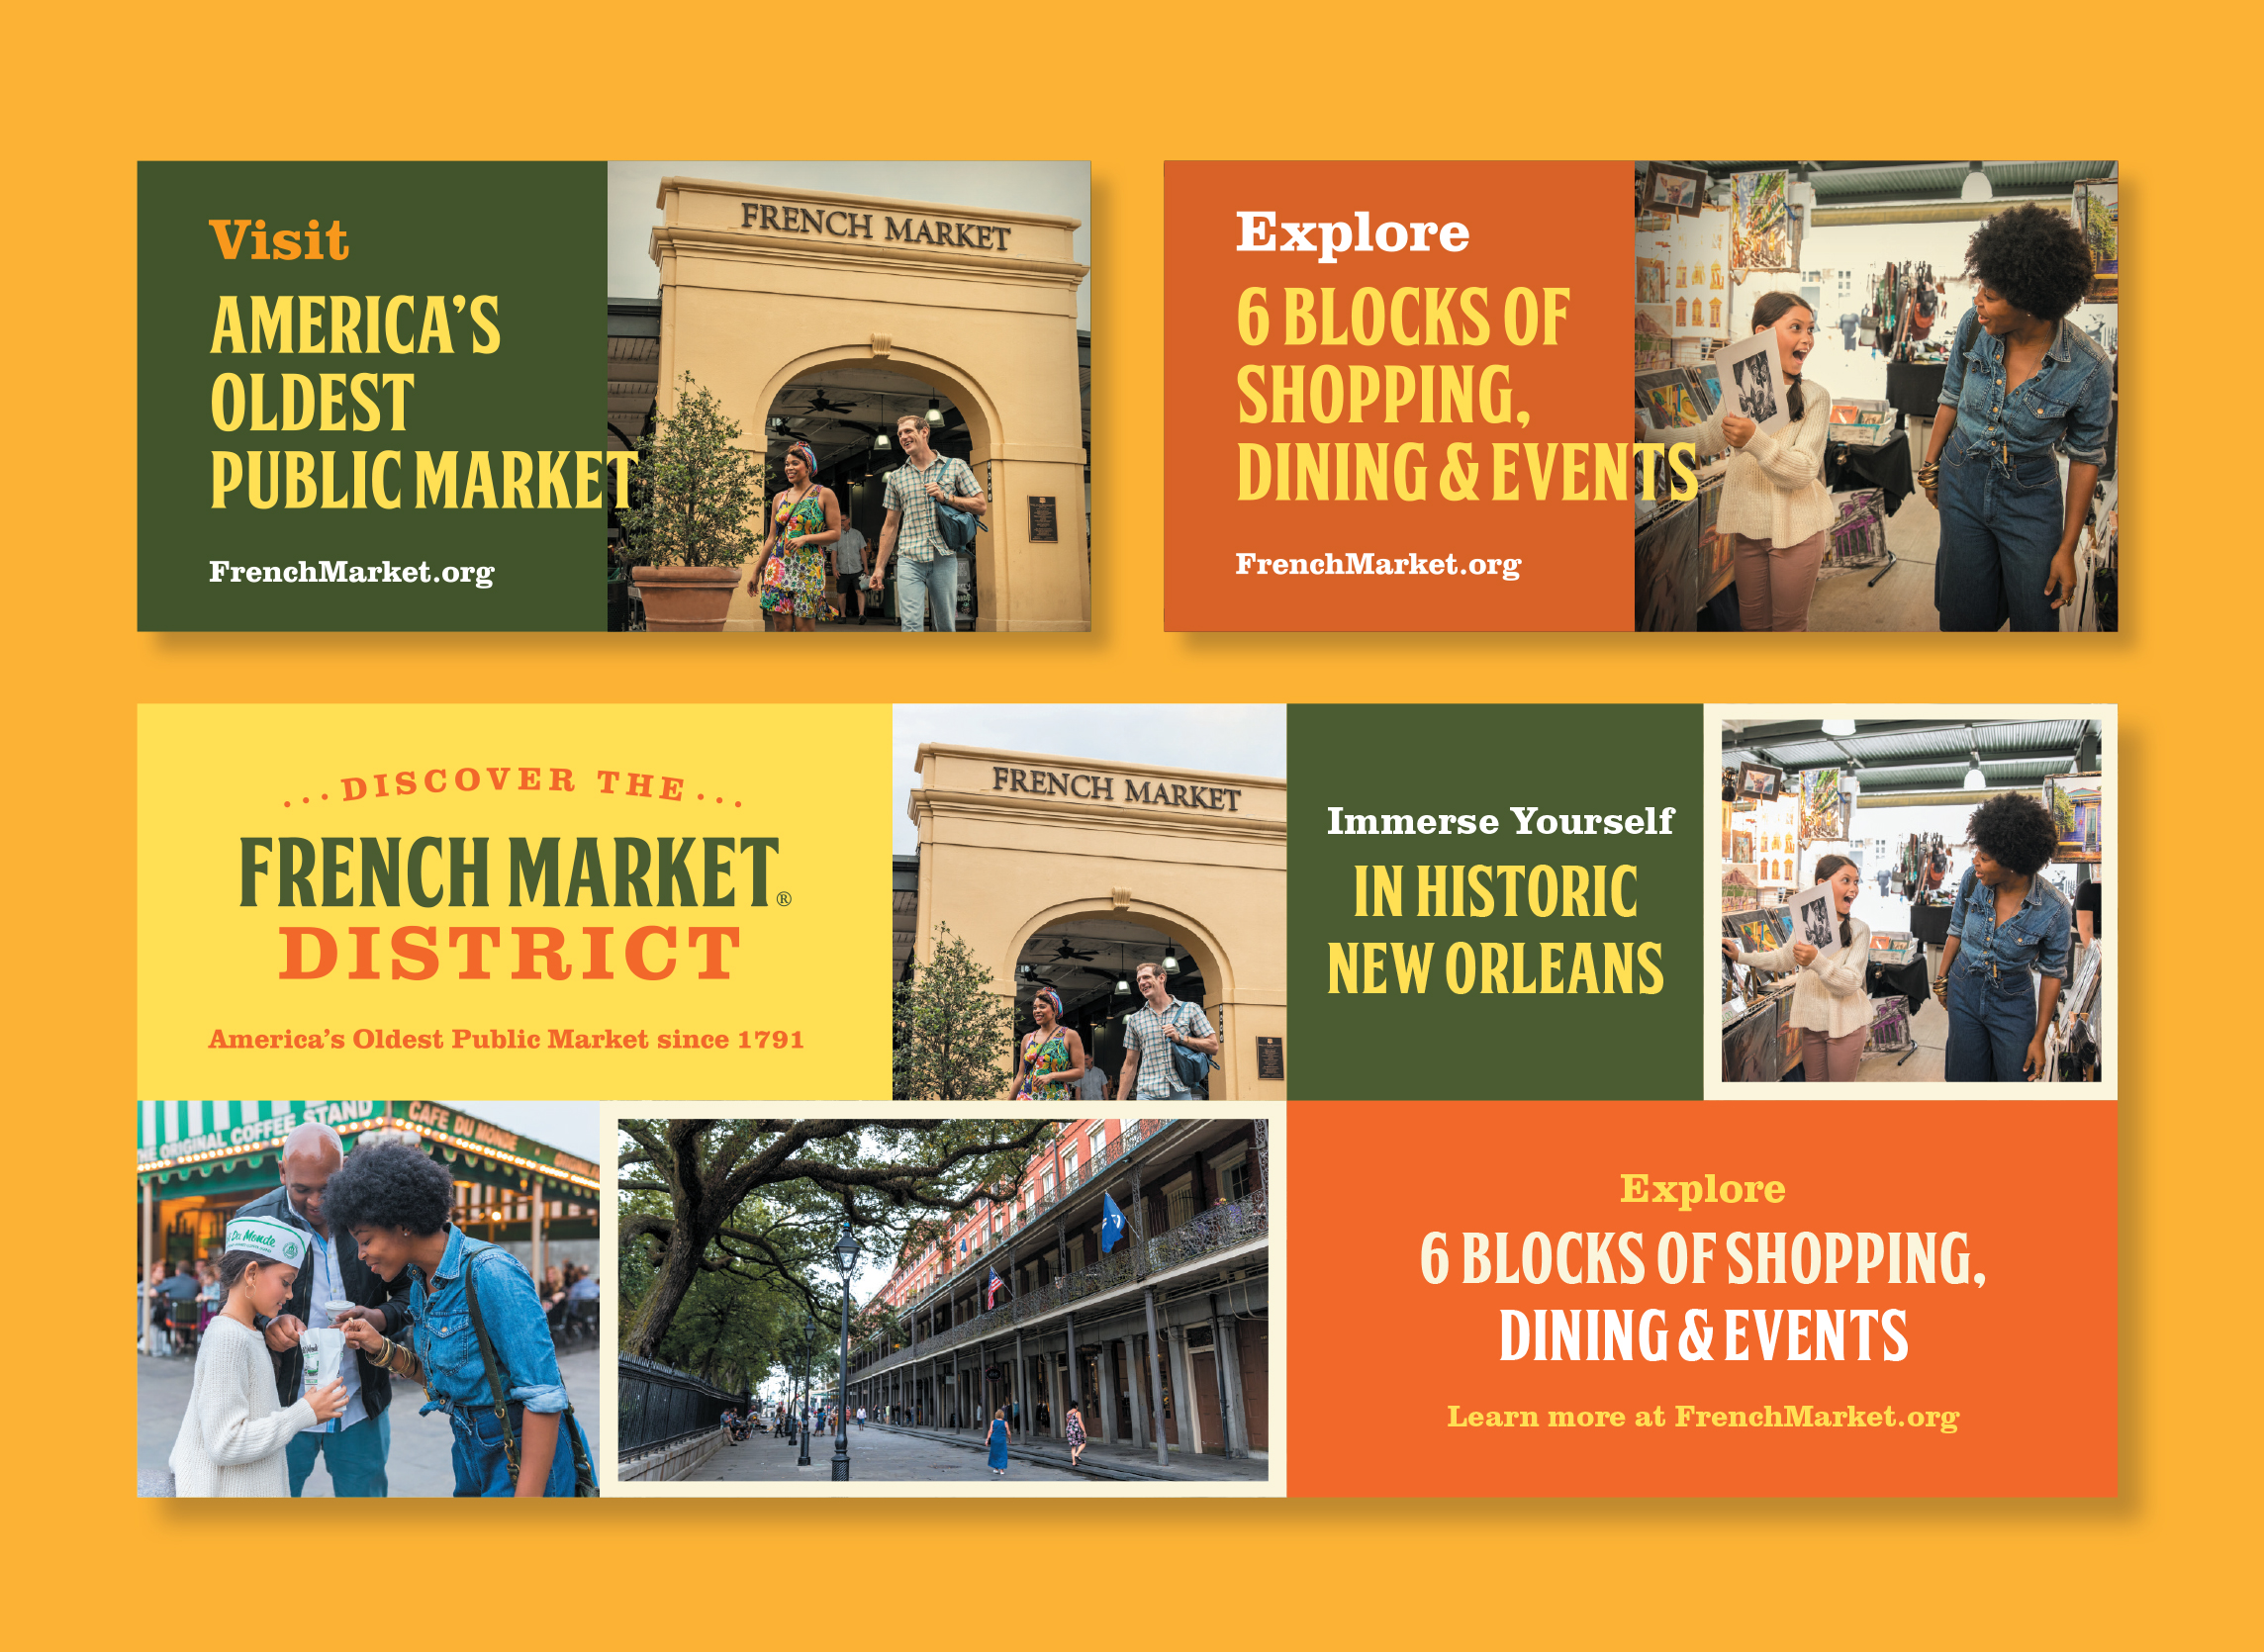 Visit
AMERICA'S
OLDEST
PUBLIC MARKET
FrenchMarket.org
FRENCH MARKET
Explore
6 BLOCKS OF
SHOPPING,
DINING & EVENTS
FrenchMarket.org
...DISCOVER THE...
FRENCH MARKET®
DISTRICT
America's Oldest Public Market since 1791
FRENCH MARKET
Immerse Yourself
IN HISTORIC
NEW ORLEANS
THE ORIGINAL COFFEE STAND
CAFE DU MONDE
Du Monde
Explore
6 BLOCKS OF SHOPPING,
DINING & EVENTS
Learn more at FrenchMarket.org